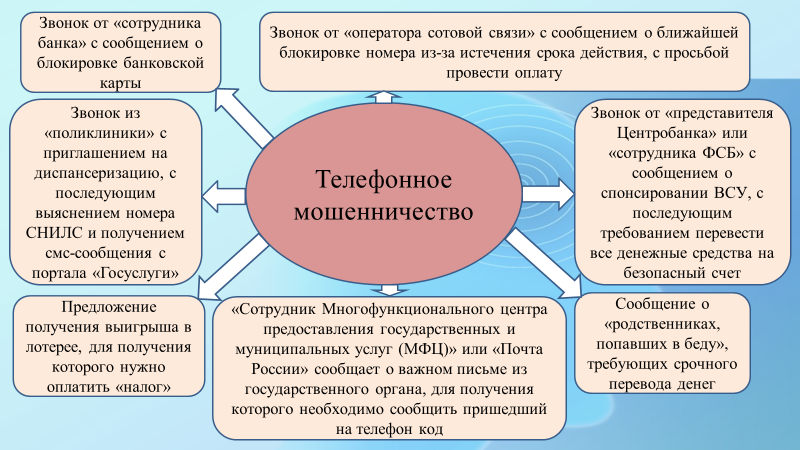 Звонок от «сотрудника
банка» с сообщением о
блокировке банковской
карты
Звонок от «оператора сотовой связи» с сообщением о ближайшей
блокировке номера из-за истечения срока действия, с просьбой
провести оплату
Звонок из
«поликлиники» с
приглашением на
диспансеризацию, с
последующим
выяснением номера
СНИЛС и получением
смс-сообщения с
портала «Госуслуги»
Телефонное
мошенничество
Звонок от «представителя
Центробанка» или
«сотрудника ФСБ» с
сообщением о
спонсировании ВСУ, с
последующим
требованием перевести
все денежные средства на
безопасный счет
Предложение
получения выигрыша в
лотерее, для получения
которого нужно
оплатить «налог»
«Сотрудник Многофункционального центра
предоставления государственных и
муниципальных услуг (МФЦ)» или «Почта
России» сообщает о важном письме из
государственного органа, для получения
которого необходимо сообщить пришедший
на телефон код
Сообщение о
«родственниках,
попавших в беду»,
требующих срочного
перевода денег